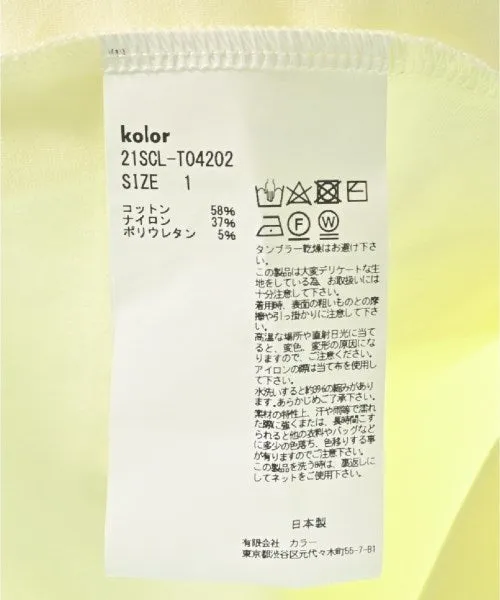 kolor
21SCL-T04202
SIZE 1
コットン 58%
ナイロン 37%
ポリウレタン 5%
F W
タンブラー乾燥はお避け下さ
い。
この製品は大変デリケートな生
地をしている為、お取扱いには
十分注意して下さい。
着用時、表面の粗いものとの摩
擦や引っ掛かりに注意して下さ
い。
高温な場所や直射日光に当て
ると、変色、変形の原因にな
りますので、ご注意ください。
アイロンの際は当て布を使用し
て下さい。
水洗いすると約3%の縮みがあり
ます。あらかじめご了承下さい。
素材の特性上、汗や雨等で濡れ
た際に強くまたは、長時間こす
られると他の衣料やバッグなど
に多少の色落ち、色移りする事
が有りますのでご注意下さい。
この製品を洗う時は、裏返しに
してネットをご使用下さい。
日本製
有限会社 カラー
東京都渋谷区元代々木町55-7-B1